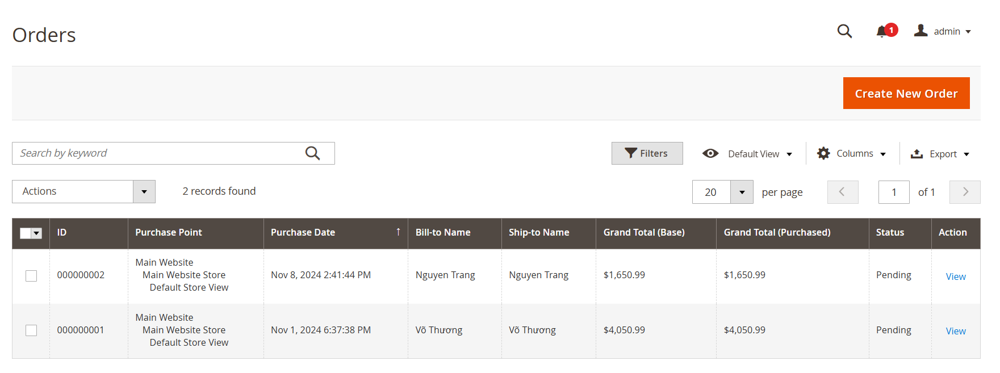 Orders
1
admin
Create New Order
Search by keyword
Filters
Default View
Columns
Export
Actions
2 records found
20
per page
1
of 1
ID Purchase Point Purchase Date ↑ Bill-to Name Ship-to Name Grand Total (Base) Grand Total (Purchased) Status Action
000000002 Main Website Nov 8, 2024 2:41:44 PM Nguyen Trang Nguyen Trang $1,650.99 $1,650.99 Pending View
Main Website Store
Default Store View
000000001 Main Website Nov 1, 2024 6:37:38 PM Võ Thương Võ Thương $4,050.99 $4,050.99 Pending View
Main Website Store
Default Store View